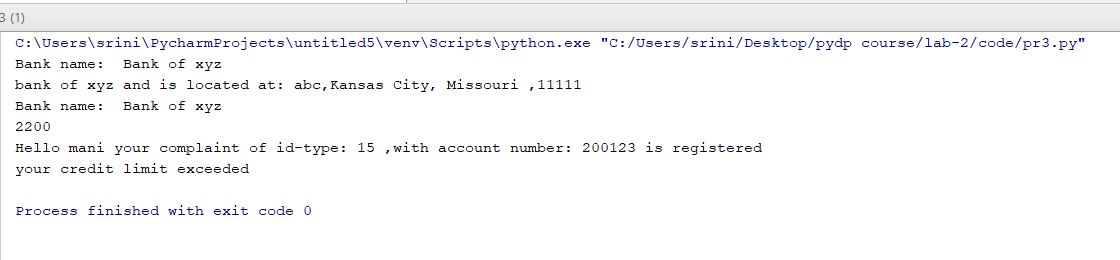 3 (1)
C:\Users\srini\PycharmProjects\untitled5\venv\Scripts\python.exe "C:/Users/srini/Desktop/pydp course/lab-2/code/pr3.py"
Bank name:  Bank of xyz
bank of xyz and is located at: abc,Kansas City, Missouri ,11111
Bank name:  Bank of xyz
2200
Hello mani your complaint of id-type: 15 ,with account number: 200123 is registered
your credit limit exceeded
Process finished with exit code 0